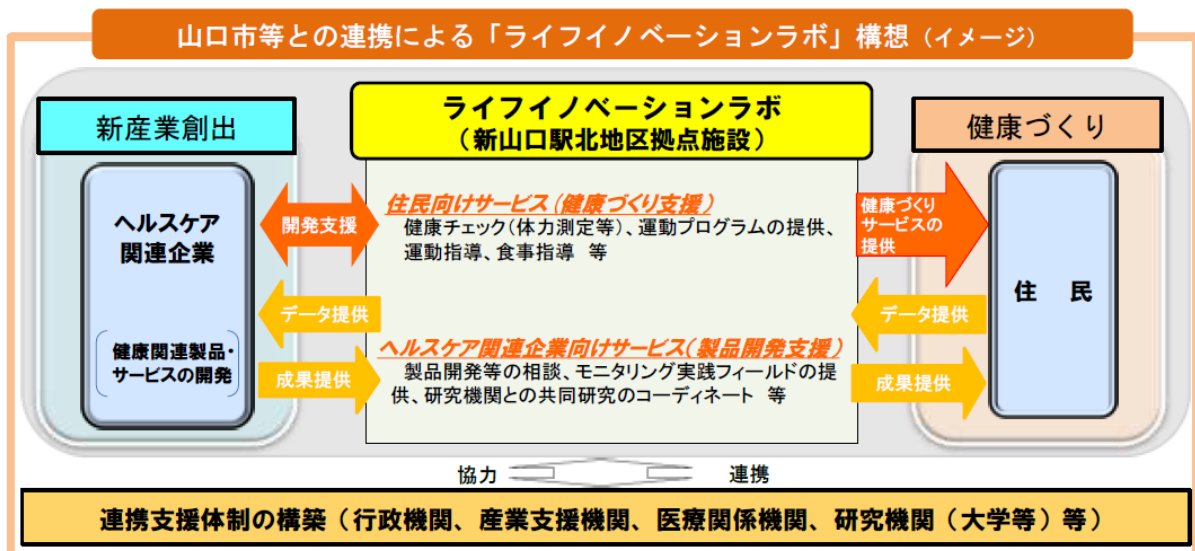 山口市等との連携による「ライフイノベーションラボ」構想（イメージ）
新産業創出
ヘルスケア
関連企業
健康関連製品・
サービスの開発
開発支援
データ提供
成果提供
ライフイノベーションラボ
（新山口駅北地区拠点施設）
住民向けサービス（健康づくり支援）
健康チェック（体力測定等）、運動プログラムの提供、
運動指導、食事指導 等
ヘルスケア関連企業向けサービス（製品開発支援）
製品開発等の相談、モニタリング実践フィールドの提
供、研究機関との共同研究のコーディネート 等
健康づくり
サービスの
提供
データ提供
成果提供
健康づくり
住 民
協力 連携
連携支援体制の構築（行政機関、産業支援機関、医療関係機関、研究機関（大学等）等）